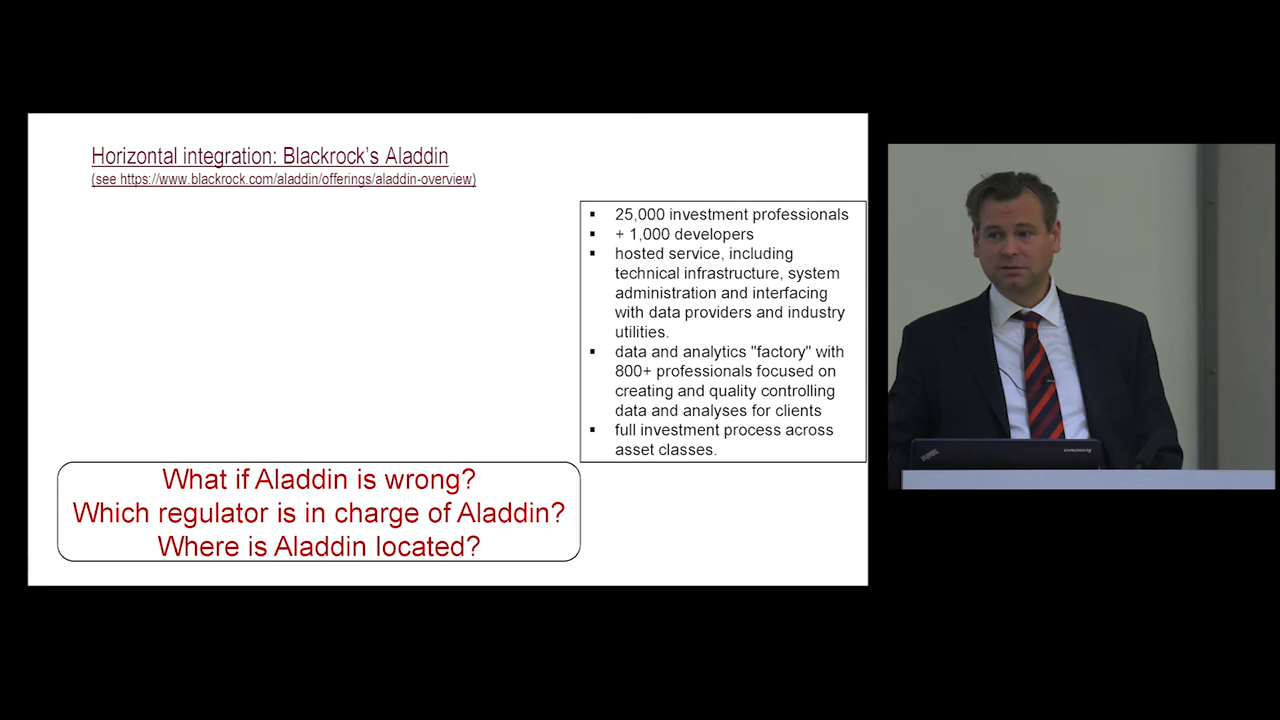 Horizontal integration: Blackrock's Aladdin
(see https://www.blackrock.com/aladdin/offerings/aladdin-overview)
▪ 25,000 investment professionals
▪ + 1,000 developers
▪ hosted service, including
technical infrastructure, system
administration and interfacing
with data providers and industry
utilities.
▪ data and analytics "factory" with
800+ professionals focused on
creating and quality controlling
data and analyses for clients
▪ full investment process across
asset classes.
What if Aladdin is wrong?
Which regulator is in charge of Aladdin?
Where is Aladdin located?